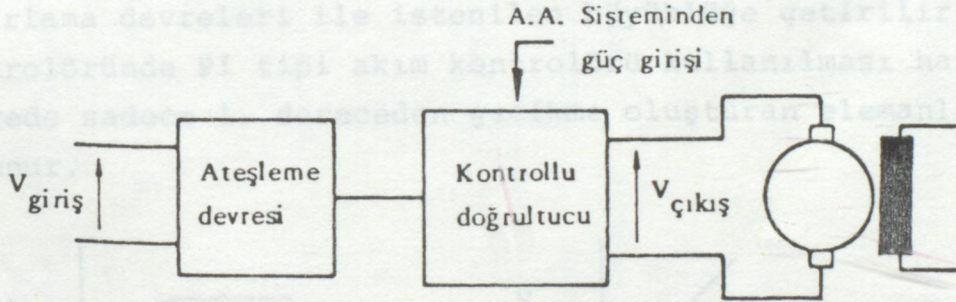 A.A. Sisteminden
güç girişi
V giriş
Ateşleme
devresi
Kontrollu
doğrultucu
V çıkış